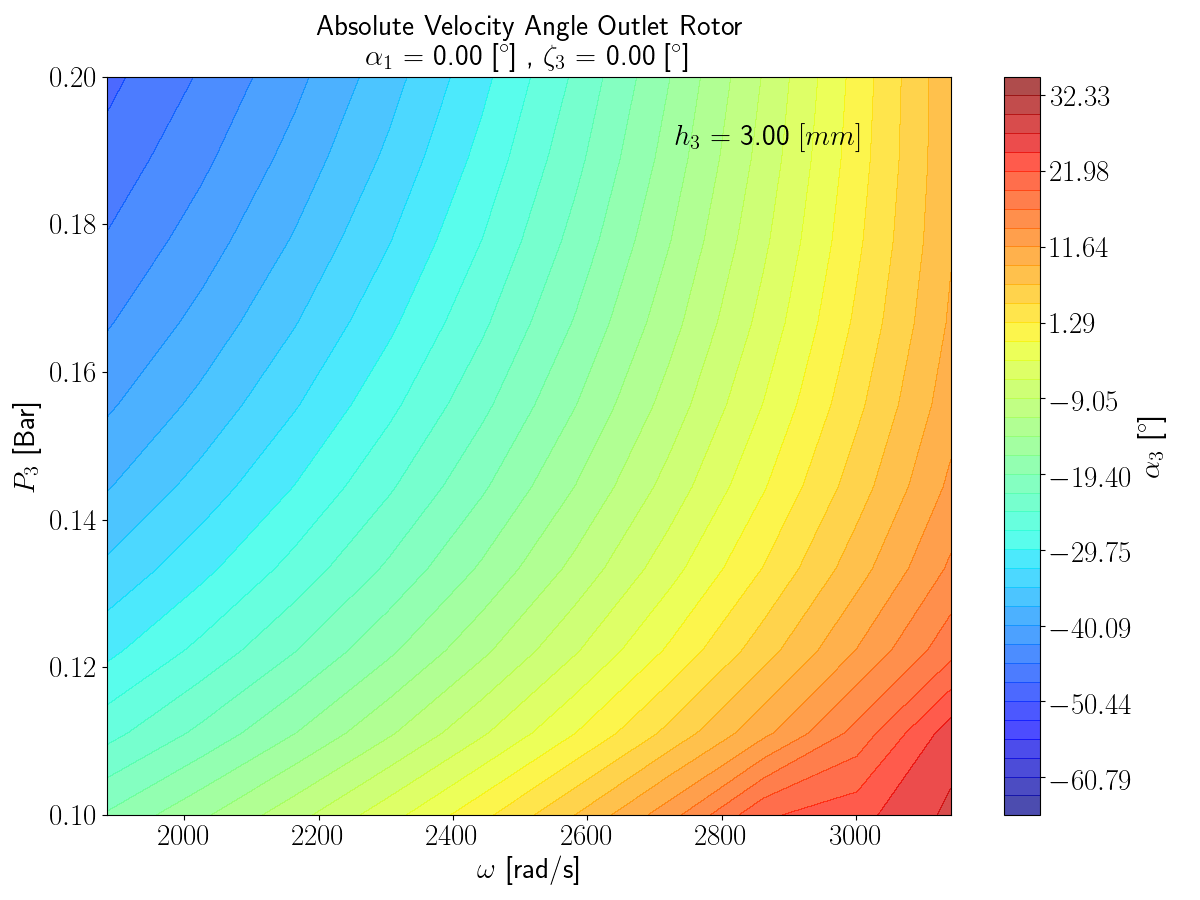 Absolute Velocity Angle Outlet Rotor
α₁ = 0.00 [°] , ζ₃ = 0.00 [°]
h₃ = 3.00 [mm]
P₃ [Bar]
0.20
0.18
0.16
0.14
0.12
0.10
2000 2200 2400 2600 2800 3000
ω [rad/s]
32.33
21.98
11.64
1.29
−9.05
−19.40
−29.75
−40.09
−50.44
−60.79
α₃ [°]